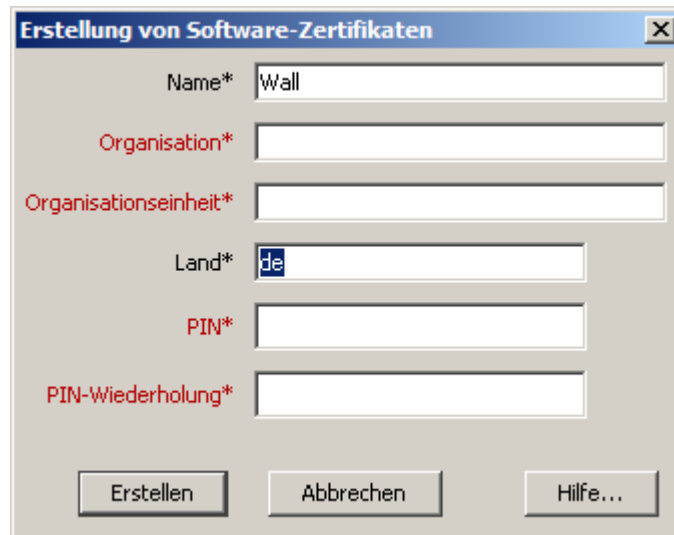 Erstellung von Software-Zertifikaten
Name* Wall
Organisation*
Organisationseinheit*
Land* de
PIN*
PIN-Wiederholung*
Erstellen Abbrechen Hilfe...